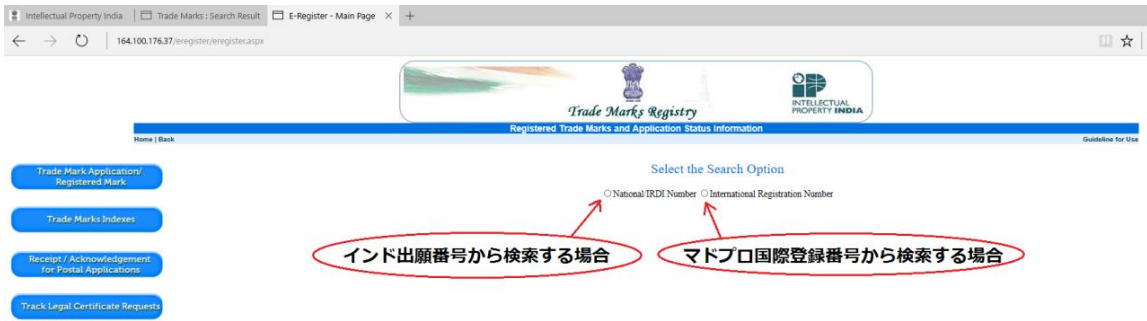 Intellectual Property India
Trade Marks : Search Result
E-Register - Main Page
164.100.176.37/eregister/eregister.aspx
Trade Marks Registry
INTELLECTUAL
PROPERTY INDIA
Registered Trade Marks and Application Status Information
Home | Back
Guideline for Use
Trade Mark Application/
Registered Mark
Select the Search Option
National/IRDI Number International Registration Number
Trade Marks Indexes
インド出願番号から検索する場合
マドプロ国際登録番号から検索する場合
Receipt / Acknowledgement
for Postal Applications
Track Legal Certificate Requests